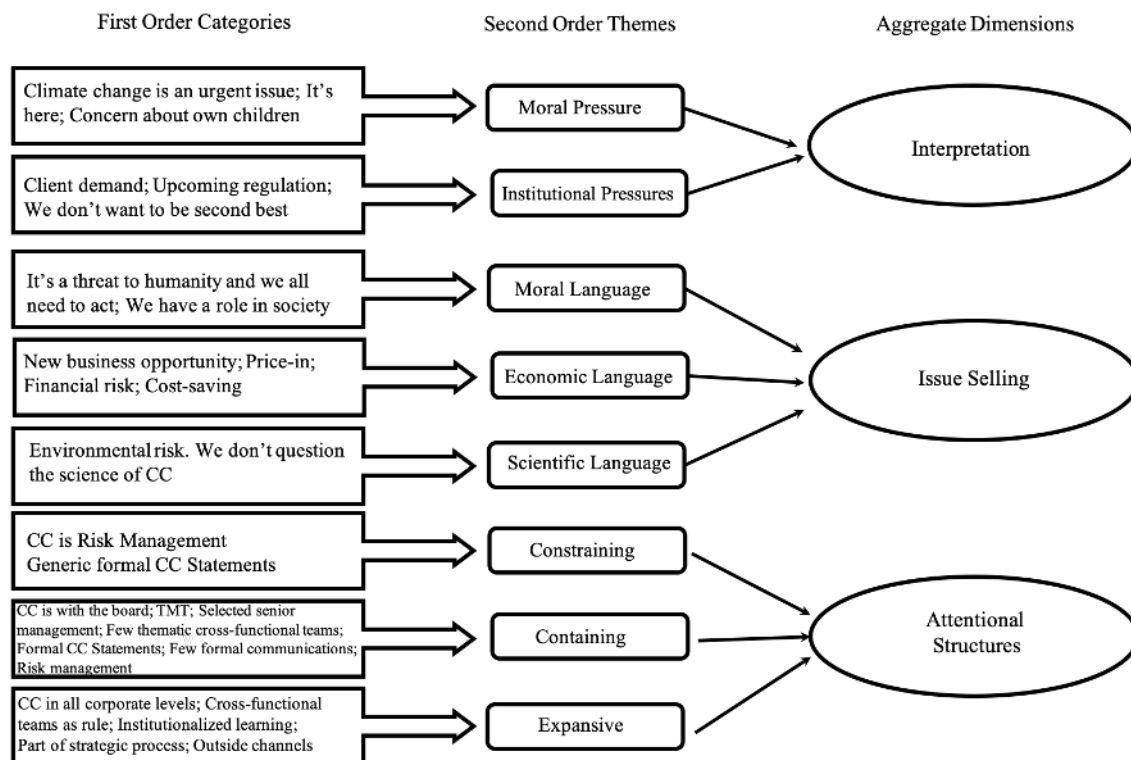 First Order Categories
Second Order Themes
Aggregate Dimensions
Climate change is an urgent issue; It's
here; Concern about own children
Moral Pressure
Interpretation
Client demand; Upcoming regulation;
We don't want to be second best
Institutional Pressures
It's a threat to humanity and we all
need to act; We have a role in society
Moral Language
New business opportunity; Price-in;
Financial risk; Cost-saving
Economic Language
Issue Selling
Environmental risk. We don't question
the science of CC
Scientific Language
CC is Risk Management
Generic formal CC Statements
Constraining
CC is with the board; TMT; Selected senior
management; Few thematic cross-functional teams;
Formal CC Statements; Few formal communications;
Risk management
Containing
Attentional
Structures
CC in all corporate levels; Cross-functional
teams as rule; Institutionalized learning;
Part of strategic process; Outside channels
Expansive